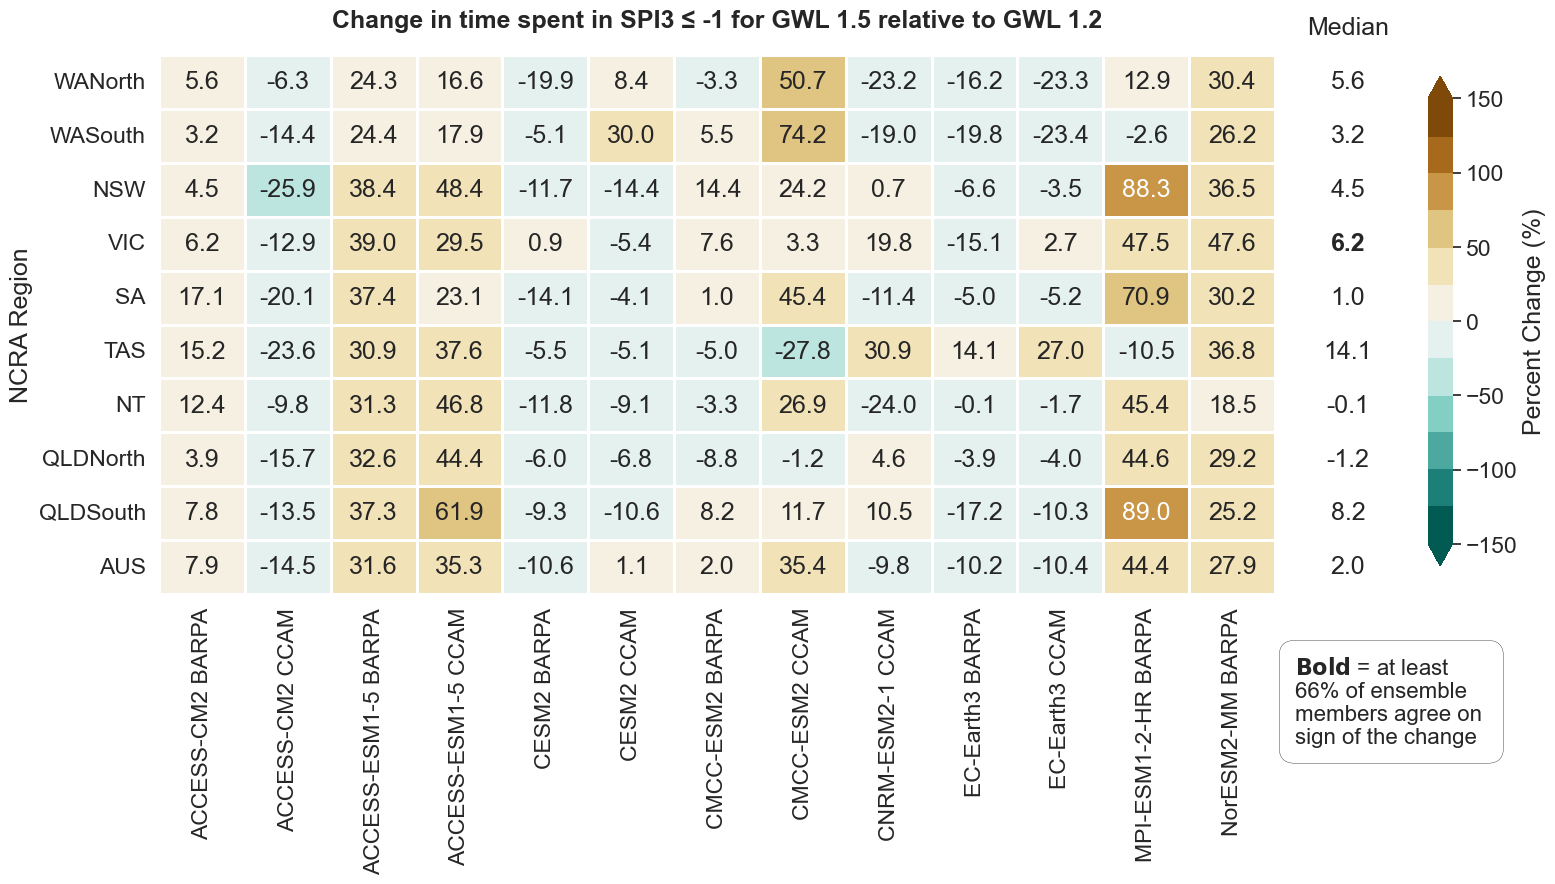 Change in time spent in SPI3 ≤ -1 for GWL 1.5 relative to GWL 1.2
Median
NCRA Region
WANorth 5.6 -6.3 24.3 16.6 -19.9 8.4 -3.3 50.7 -23.2 -16.2 -23.3 12.9 30.4 5.6
WASouth 3.2 -14.4 24.4 17.9 -5.1 30.0 5.5 74.2 -19.0 -19.8 -23.4 -2.6 26.2 3.2
NSW 4.5 -25.9 38.4 48.4 -11.7 -14.4 14.4 24.2 0.7 -6.6 -3.5 88.3 36.5 4.5
VIC 6.2 -12.9 39.0 29.5 0.9 -5.4 7.6 3.3 19.8 -15.1 2.7 47.5 47.6 6.2
SA 17.1 -20.1 37.4 23.1 -14.1 -4.1 1.0 45.4 -11.4 -5.0 -5.2 70.9 30.2 1.0
TAS 15.2 -23.6 30.9 37.6 -5.5 -5.1 -5.0 -27.8 30.9 14.1 27.0 -10.5 36.8 14.1
NT 12.4 -9.8 31.3 46.8 -11.8 -9.1 -3.3 26.9 -24.0 -0.1 -1.7 45.4 18.5 -0.1
QLDNorth 3.9 -15.7 32.6 44.4 -6.0 -6.8 -8.8 -1.2 4.6 -3.9 -4.0 44.6 29.2 -1.2
QLDSouth 7.8 -13.5 37.3 61.9 -9.3 -10.6 8.2 11.7 10.5 -17.2 -10.3 89.0 25.2 8.2
AUS 7.9 -14.5 31.6 35.3 -10.6 1.1 2.0 35.4 -9.8 -10.2 -10.4 44.4 27.9 2.0
ACCESS-CM2 BARPA
ACCESS-CM2 CCAM
ACCESS-ESM1-5 BARPA
ACCESS-ESM1-5 CCAM
CESM2 BARPA
CESM2 CCAM
CMCC-ESM2 BARPA
CMCC-ESM2 CCAM
CNRM-ESM2-1 CCAM
EC-Earth3 BARPA
EC-Earth3 CCAM
MPI-ESM1-2-HR BARPA
NorESM2-MM BARPA
150
100
50
0
−50
−100
−150
Percent Change (%)
Bold = at least
66% of ensemble
members agree on
sign of the change